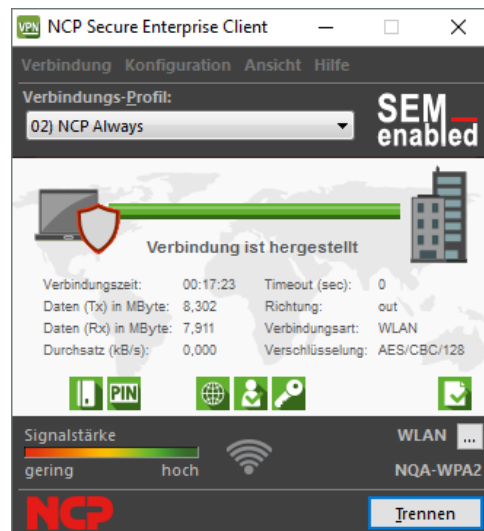 VPN NCP Secure Enterprise Client
Verbindung Konfiguration Ansicht Hilfe
Verbindungs-Profil:
02) NCP Always
SEM
enabled
Verbindung ist hergestellt
Verbindungszeit: 00:17:23 Timeout (sec): 0
Daten (Tx) in MByte: 8,302 Richtung: out
Daten (Rx) in MByte: 7,911 Verbindungsart: WLAN
Durchsatz (kB/s): 0,000 Verschlüsselung: AES/CBC/128
PIN
Signalstärke WLAN ...
gering hoch NQA-WPA2
NCP Trennen